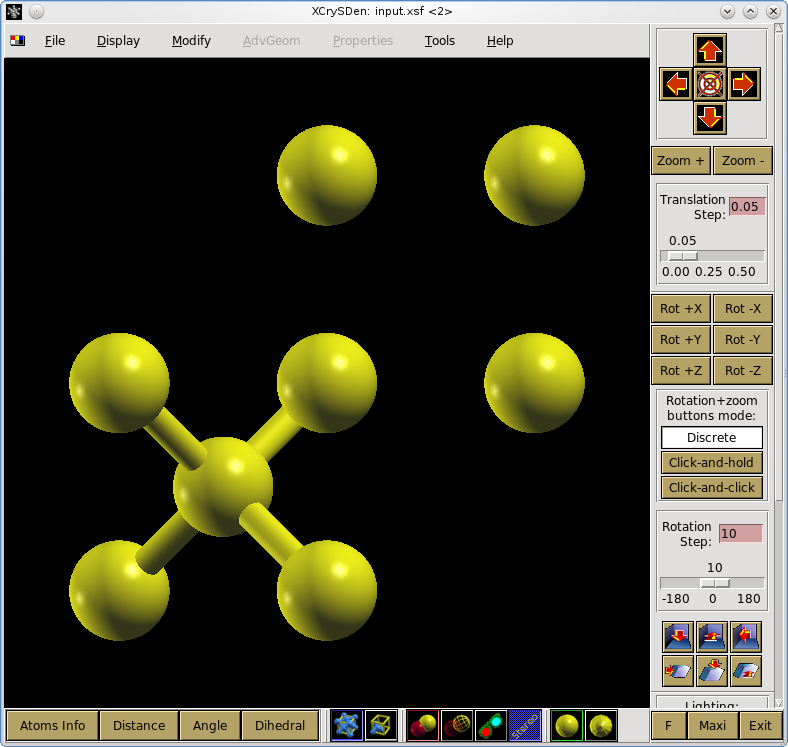 XCrySDen: input.xsf <2>
File Display Modify AdvGeom Properties Tools Help
Zoom + Zoom -
Translation
Step: 0.05
0.05
0.00 0.25 0.50
Rot +X Rot -X
Rot +Y Rot -Y
Rot +Z Rot -Z
Rotation+zoom
buttons mode:
Discrete
Click-and-hold
Click-and-click
Rotation
Step: 10
10
-180 0 180
Lighting:
Atoms Info Distance Angle Dihedral Stereo F Maxi Exit